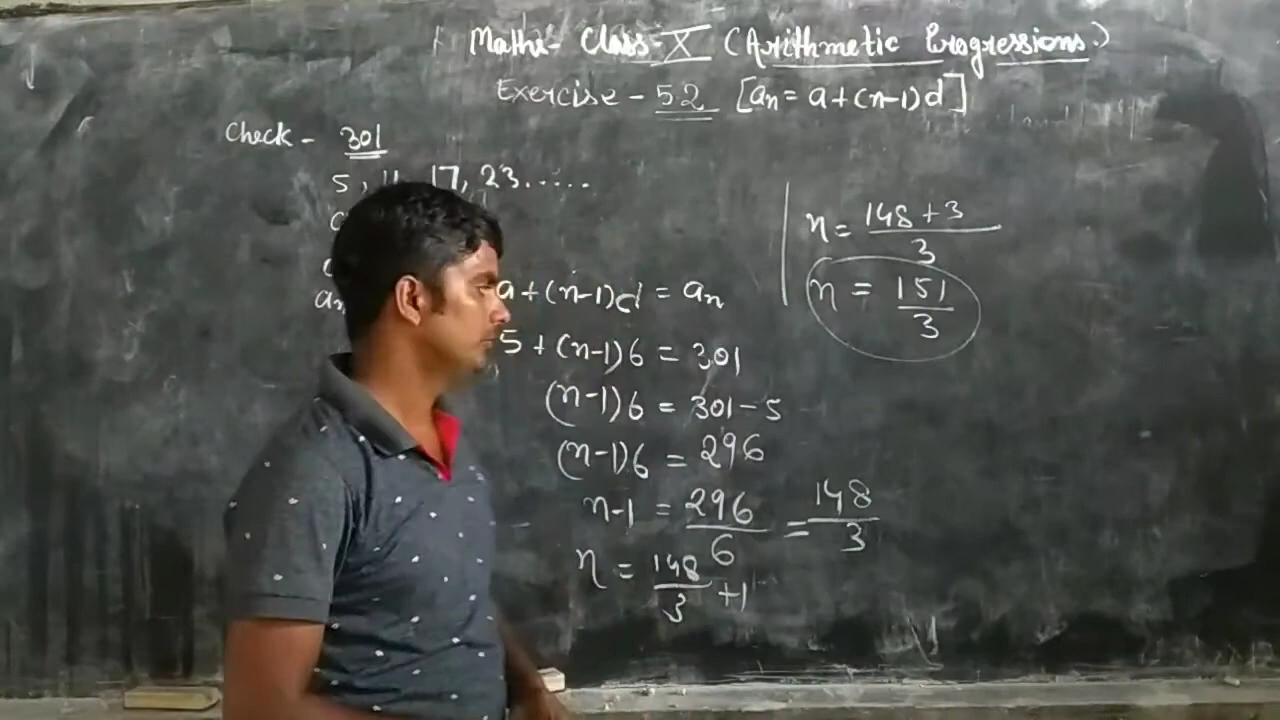 Maths - Class - X (Arithmetic Progressions.)
Exercise - 5.2 [aₙ = a + (n-1) d]
Check - 301
5, 17, 23.....
aₙ
a + (n-1)d = aₙ
5 + (n-1)6 = 301
(n-1)6 = 301 - 5
(n-1)6 = 296
n-1 = 296/6 = 148/3
n = 148/3 + 1
n = 148 + 3/3
n = 151/3